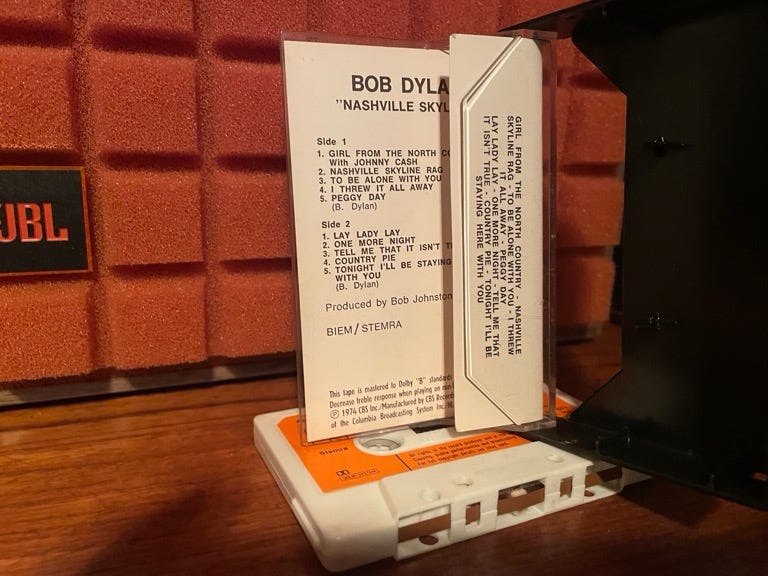 JBL
BOB DYLA
"NASHVILLE SKYL
Side 1
1. GIRL FROM THE NORTH CO
With JOHNNY CASH
2. NASHVILLE SKYLINE RAG
3. TO BE ALONE WITH YOU
4. I THREW IT ALL AWAY
5. PEGGY DAY
(B. Dylan)
Side 2
1. LAY LADY LAY
2. ONE MORE NIGHT
3. TELL ME THAT IT ISN'T T
4. COUNTRY PIE
5. TONIGHT I'LL BE STAYING
WITH YOU
(B. Dylan)
Produced by Bob Johnston
BIEM/STEMRA
This tape is mastered to Dolby "B" standards
Decrease treble response when playing on non-
Ⓟ 1974 CBS Inc./Manufactured by CBS Record
of the Columbia Broadcasting System Inc.
GIRL FROM THE NORTH COUNTRY - NASHVILLE
SKYLINE RAG - TO BE ALONE WITH YOU - I THREW
IT ALL AWAY - PEGGY DAY
LAY LADY LAY - ONE MORE NIGHT - TELL ME THAT
IT ISN'T TRUE - COUNTRY PIE - TONIGHT I'LL BE
STAYING HERE WITH YOU
Stemra
All rights of the